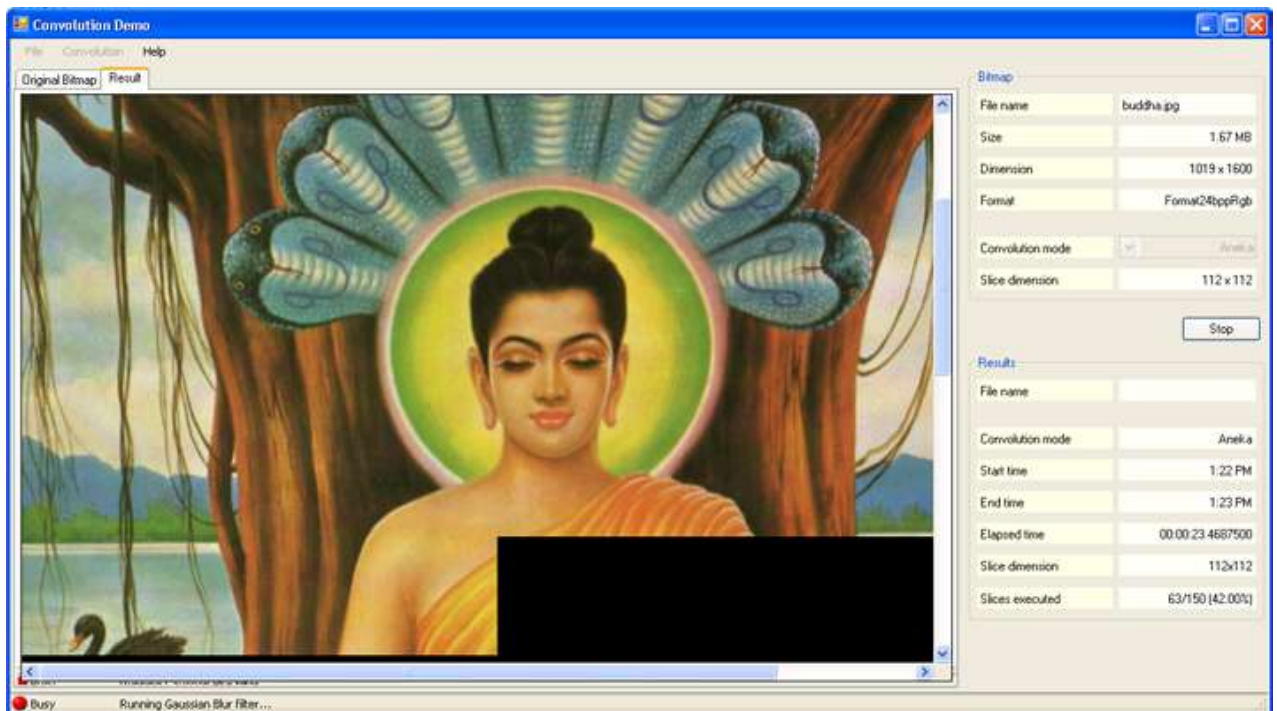 Convolution Demo
File Convolution Help
Original Bitmap Result
Bitmap
File name buddha.jpg
Size 1.67 MB
Dimension 1019 x 1600
Format Format24bppRgb
Convolution mode Aneka
Slice dimension 112 x 112
Stop
Results
File name
Convolution mode Aneka
Start time 1:22 PM
End time 1:23 PM
Elapsed time 00:00:23.4687500
Slice dimension 112x112
Slices executed 63/150 (42.00%)
Busy Running Gaussian Blur filter...